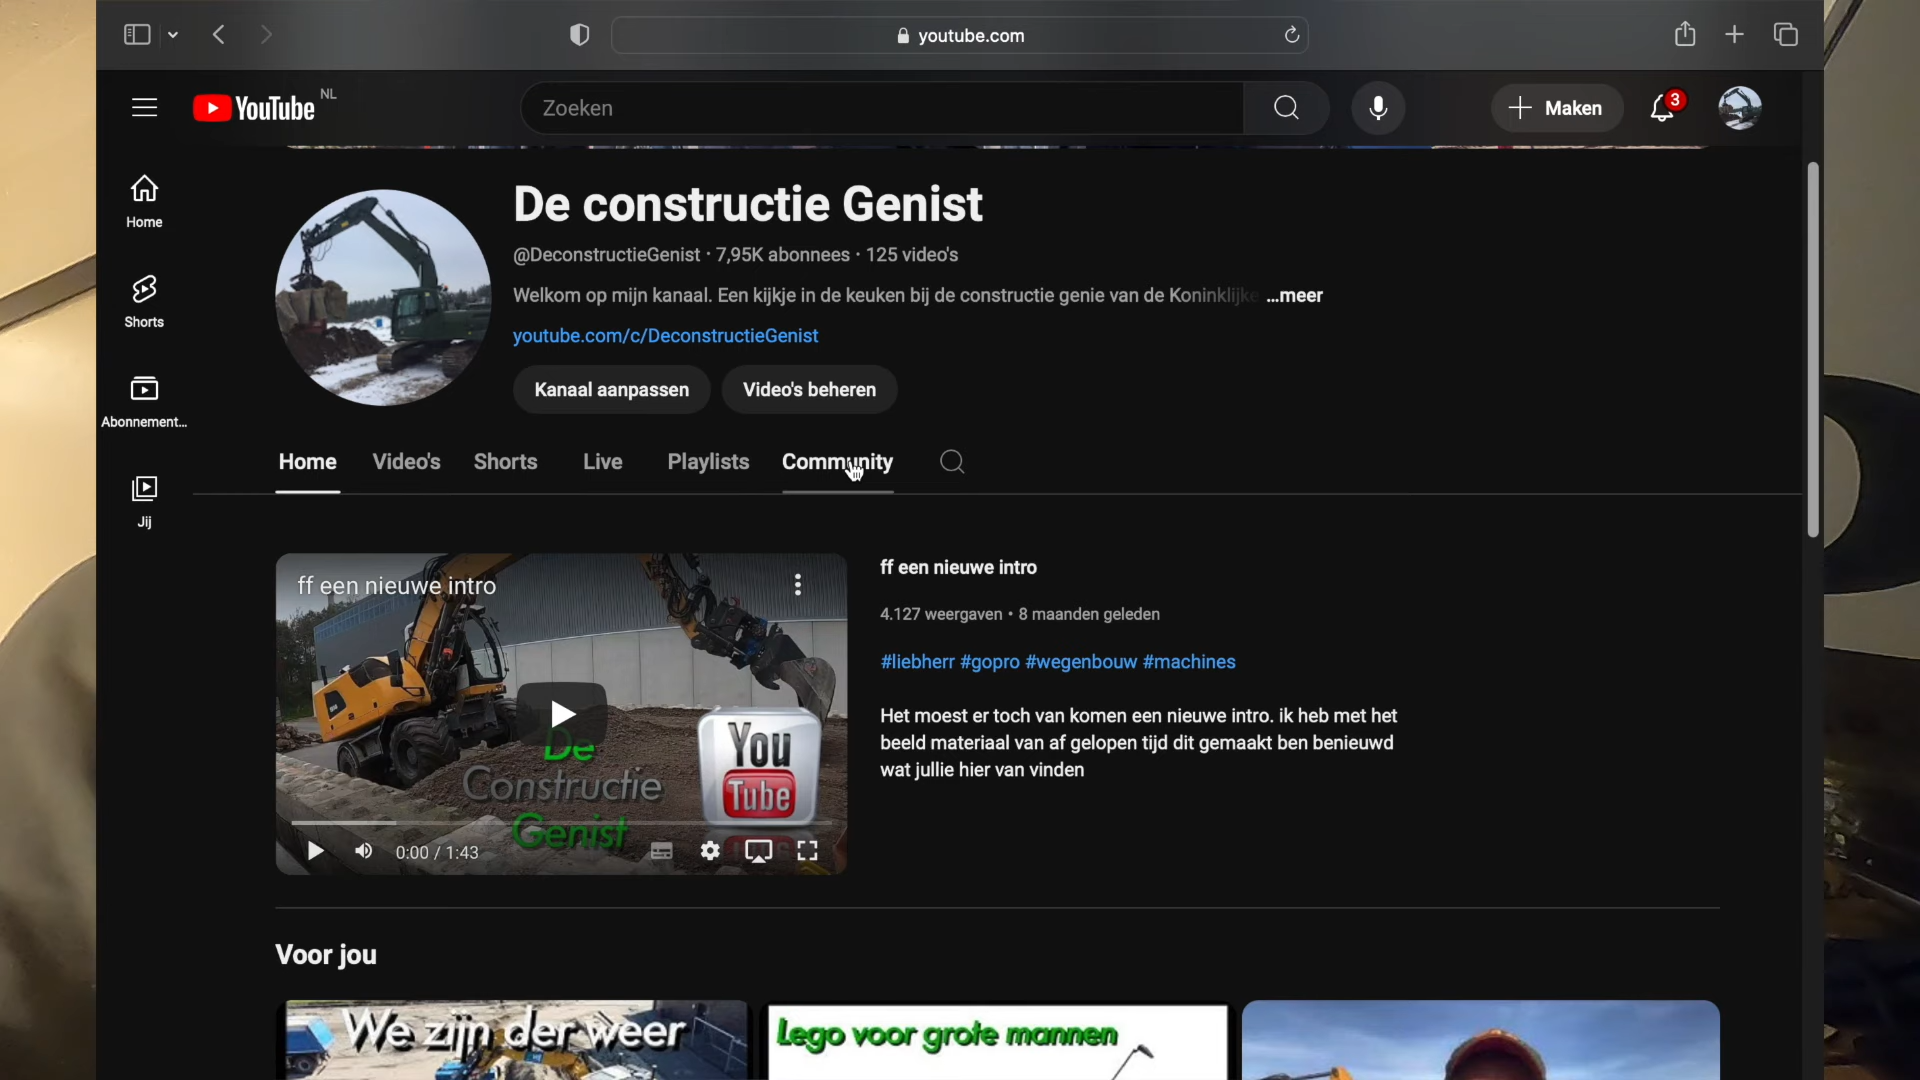 youtube.com
YouTube NL
Zoeken
Maken
3
Home
Shorts
Abonnement...
Jij
De constructie Genist
@DeconstructieGenist · 7,95K abonnees · 125 video's
Welkom op mijn kanaal. Een kijkje in de keuken bij de constructie genie van de Koninklijke ...meer
youtube.com/c/DeconstructieGenist
Kanaal aanpassen
Video's beheren
Home Video's Shorts Live Playlists Community
ff een nieuwe intro
You
Tube
De
Constructie
Genist
0:00 / 1:43
ff een nieuwe intro
4.127 weergaven • 8 maanden geleden
#liebherr #gopro #wegenbouw #machines
Het moest er toch van komen een nieuwe intro. ik heb met het
beeld materiaal van af gelopen tijd dit gemaakt ben benieuwd
wat jullie hier van vinden
Voor jou
We zijn der weer
Lego voor grote mannen